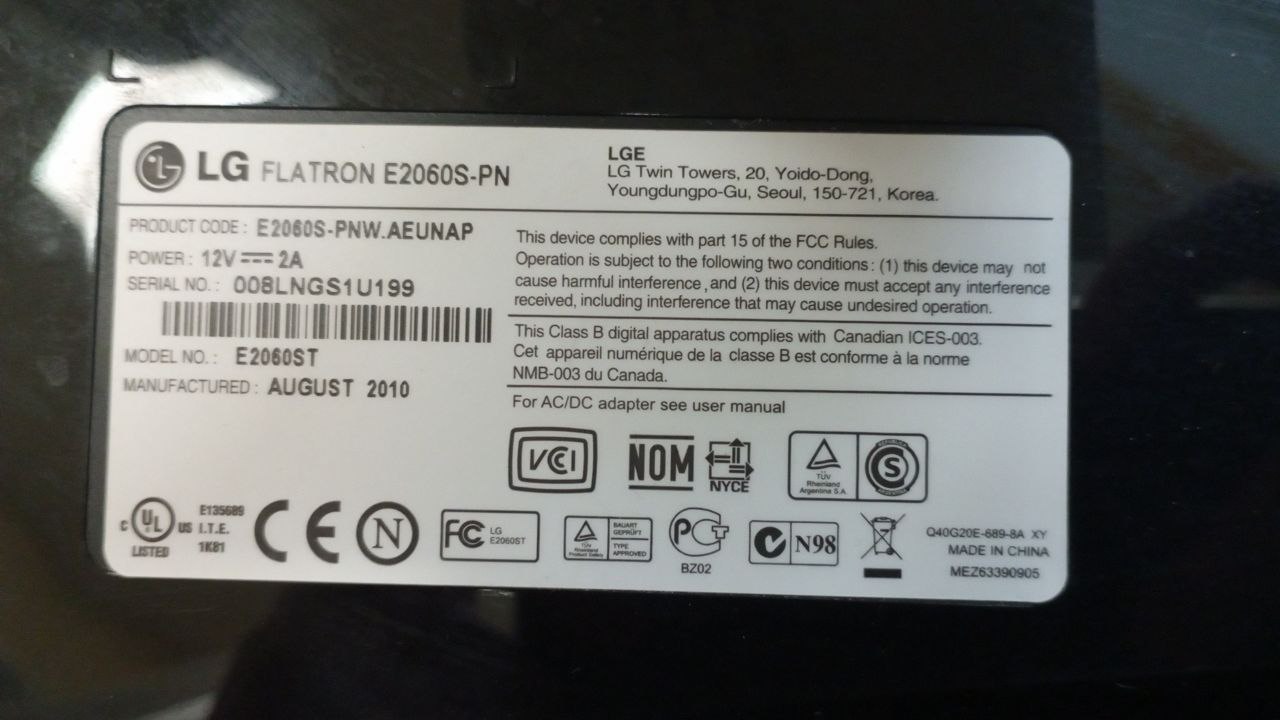 LG FLATRON E2060S-PN
LGE
LG Twin Towers, 20, Yoido-Dong,
Youngdungpo-Gu, Seoul, 150-721, Korea.
PRODUCT CODE : E2060S-PNW.AEUNAP
POWER : 12V 2A
SERIAL NO. : 008LNGS1U199
MODEL NO. : E2060ST
MANUFACTURED : AUGUST 2010
This device complies with part 15 of the FCC Rules.
Operation is subject to the following two conditions : (1) this device may not
cause harmful interference , and (2) this device must accept any interference
received, including interference that may cause undesired operation.
This Class B digital apparatus complies with Canadian ICES-003.
Cet appareil numérique de la classe B est conforme à la norme
NMB-003 du Canada.
For AC/DC adapter see user manual
VCCI
NOM
NYCE
TÜV
Rheinland
Argentina S.A.
S
C UL US
LISTED
E135689
I.T.E.
1K81
CE
N
FC
LG
E2060ST
TÜV
Rheinland
Product Safety
BAUART
GEPRÜFT
TYPE
APPROVED
PCT
BZ02
N98
Q40G20E-689-8A XY
MADE IN CHINA
MEZ63390905